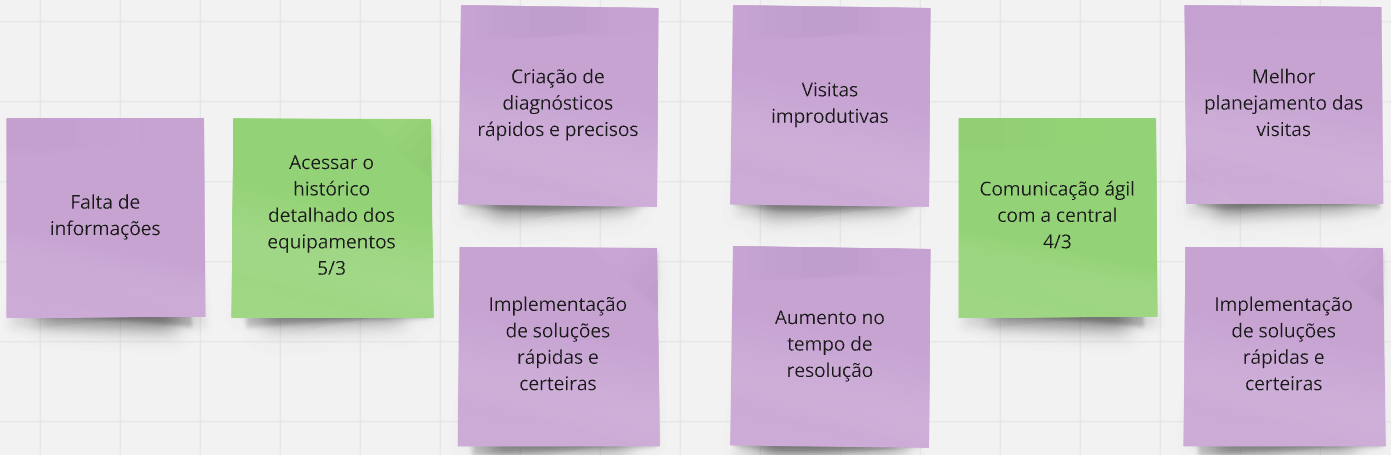 Falta de
informações
Acessar o
histórico
detalhado dos
equipamentos
5/3
Criação de
diagnósticos
rápidos e precisos
Implementação
de soluções
rápidas e
certeiras
Visitas
improdutivas
Aumento no
tempo de
resolução
Comunicação ágil
com a central
4/3
Melhor
planejamento das
visitas
Implementação
de soluções
rápidas e
certeiras